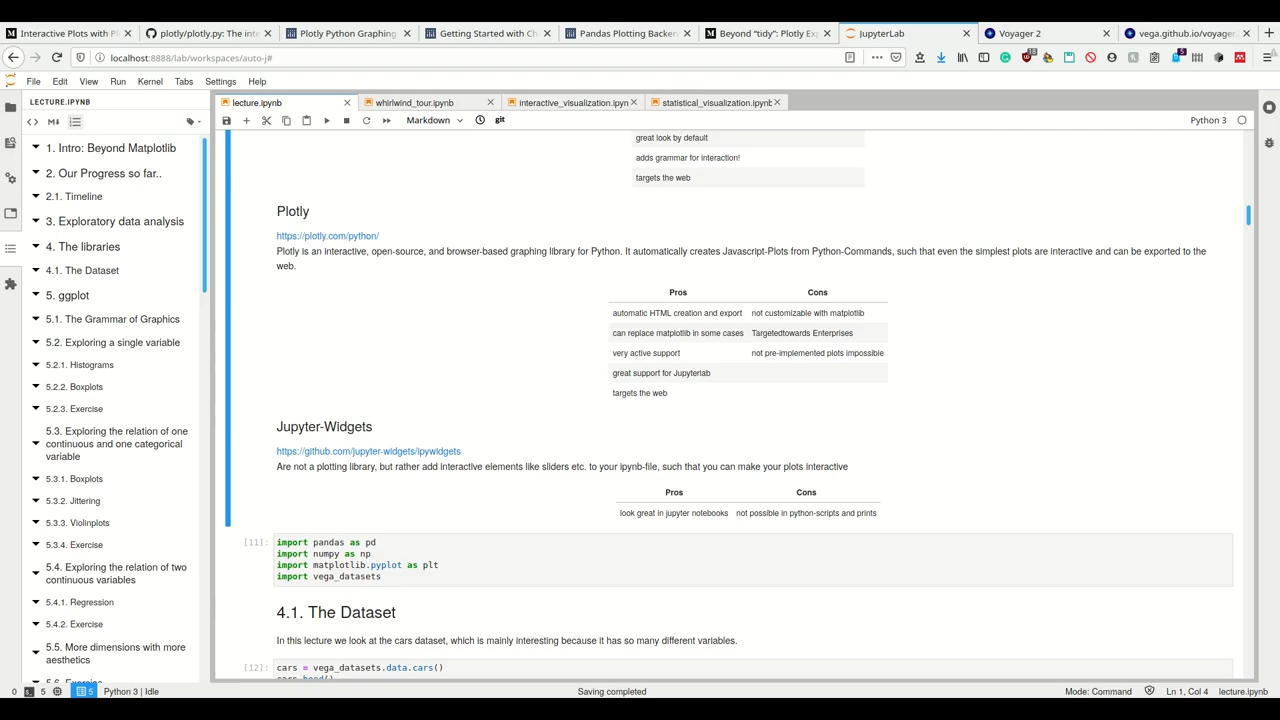 Interactive Plots with Pl
plotly/plotly.py: The inte
Plotly Python Graphing
Getting Started with Ch
Pandas Plotting Backen
Beyond "tidy": Plotly Exp
JupyterLab
Voyager 2
vega.github.io/voyager
localhost:8888/lab/workspaces/auto-j#
File Edit View Run Kernel Tabs Settings Help
LECTURE.IPYNB
1. Intro: Beyond Matplotlib
2. Our Progress so far..
2.1. Timeline
3. Exploratory data analysis
4. The libraries
4.1. The Dataset
5. ggplot
5.1. The Grammar of Graphics
5.2. Exploring a single variable
5.2.1. Histograms
5.2.2. Boxplots
5.2.3. Exercise
5.3. Exploring the relation of one
continuous and one categorical
variable
5.3.1. Boxplots
5.3.2. Jittering
5.3.3. Violinplots
5.3.4. Exercise
5.4. Exploring the relation of two
continuous variables
5.4.1. Regression
5.4.2. Exercise
5.5. More dimensions with more
aesthetics
5.6. Exercise
lecture.ipynb
whirlwind_tour.ipynb
interactive_visualization.ipyn
statistical_visualization.ipynb
Markdown
git
Python 3
great look by default
adds grammar for interaction!
targets the web
Plotly
https://plotly.com/python/
Plotly is an interactive, open-source, and browser-based graphing library for Python. It automatically creates Javascript-Plots from Python-Commands, such that even the simplest plots are interactive and can be exported to the
web.
Pros Cons
automatic HTML creation and export not customizable with matplotlib
can replace matplotlib in some cases Targetedtowards Enterprises
very active support not pre-implemented plots impossible
great support for Jupyterlab
targets the web
Jupyter-Widgets
https://github.com/jupyter-widgets/ipywidgets
Are not a plotting library, but rather add interactive elements like sliders etc. to your ipynb-file, such that you can make your plots interactive
Pros Cons
look great in jupyter notebooks not possible in python-scripts and prints
[11]: import pandas as pd
import numpy as np
import matplotlib.pyplot as plt
import vega_datasets
4.1. The Dataset
In this lecture we look at the cars dataset, which is mainly interesting because it has so many different variables.
[12]: cars = vega_datasets.data.cars()
cars.head()
0 5 5 Python 3 | Idle
Saving completed
Mode: Command Ln 1, Col 4 lecture.ipynb